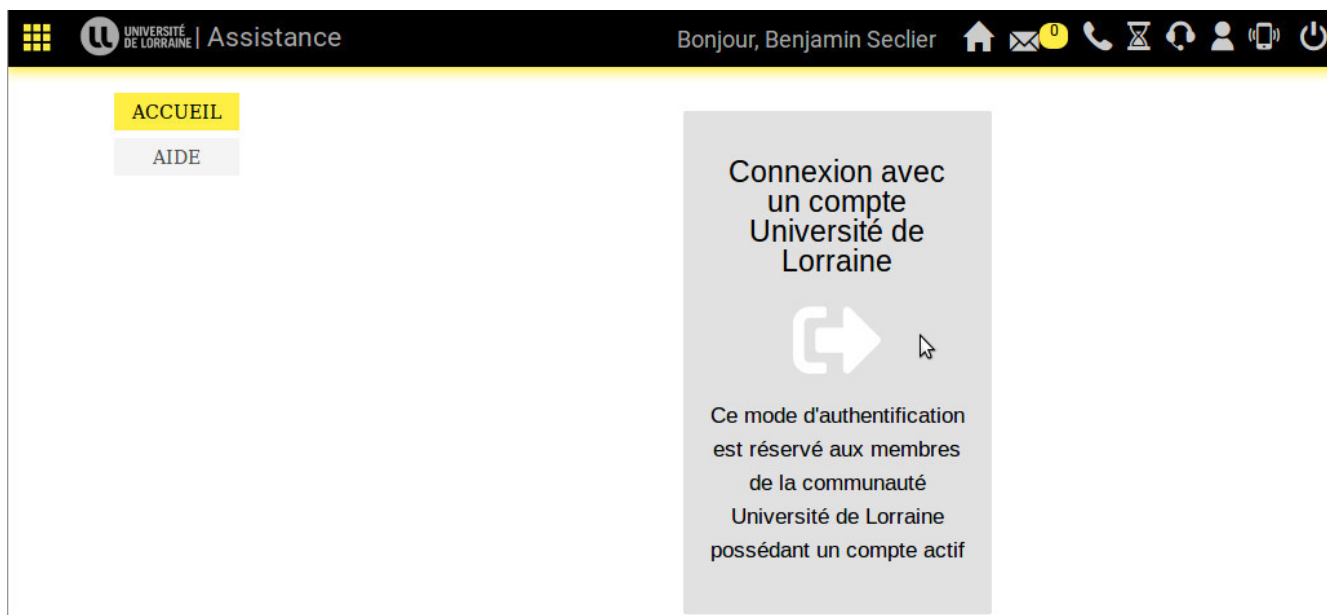 UNIVERSITÉ
DE LORRAINE | Assistance
Bonjour, Benjamin Seclier
0
ACCUEIL
AIDE
Connexion avec
un compte
Université de
Lorraine
Ce mode d'authentification
est réservé aux membres
de la communauté
Université de Lorraine
possédant un compte actif